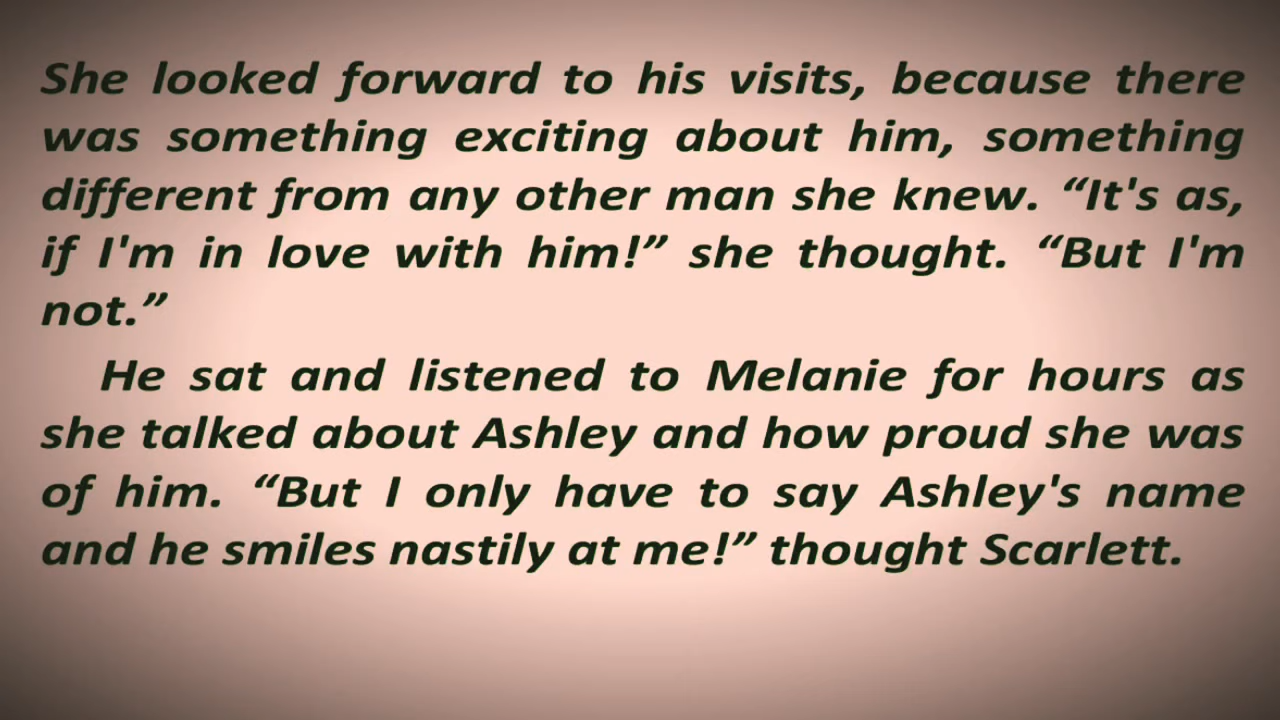 She looked forward to his visits, because there
was something exciting about him, something
different from any other man she knew. “It's as,
if I'm in love with him!” she thought. “But I'm
not.”
He sat and listened to Melanie for hours as
she talked about Ashley and how proud she was
of him. “But I only have to say Ashley's name
and he smiles nastily at me!” thought Scarlett.